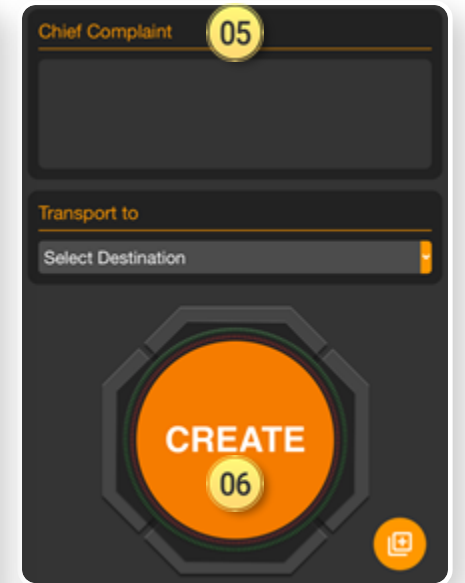 Chief Complaint 05
Transport to
Select Destination
CREATE
06